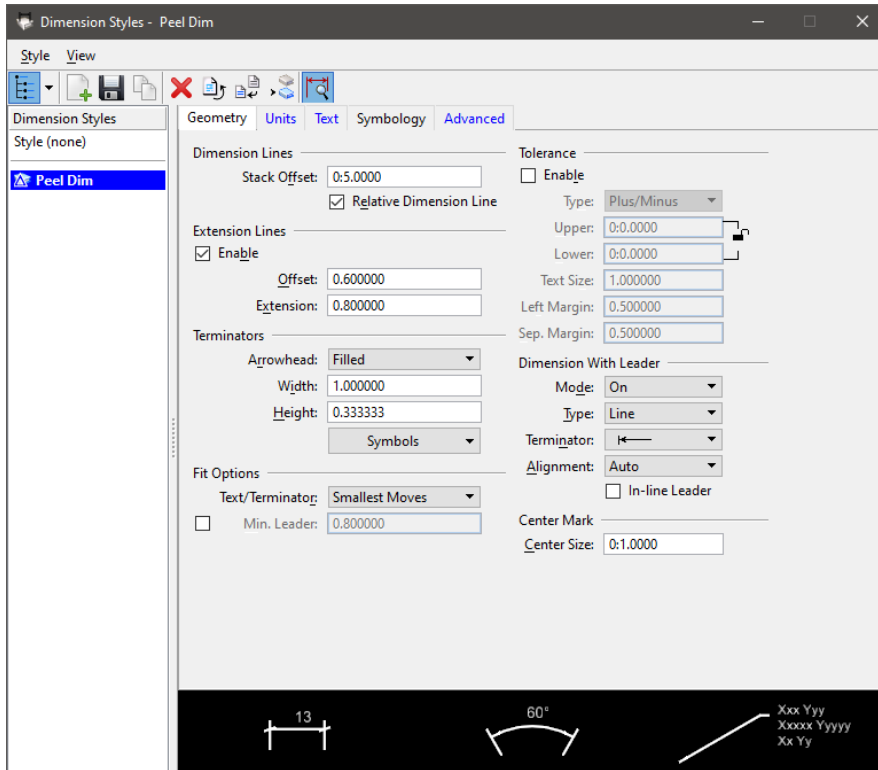 Dimension Styles - Peel Dim
Style View
Dimension Styles
Style (none)
Peel Dim
Geometry Units Text Symbology Advanced
Dimension Lines
Stack Offset: 0:5.0000
Relative Dimension Line
Extension Lines
Enable
Offset: 0.600000
Extension: 0.800000
Terminators
Arrowhead: Filled
Width: 1.000000
Height: 0.333333
Symbols
Fit Options
Text/Terminator: Smallest Moves
Min. Leader: 0.800000
Tolerance
Enable
Type: Plus/Minus
Upper: 0:0.0000
Lower: 0:0.0000
Text Size: 1.000000
Left Margin: 0.500000
Sep. Margin: 0.500000
Dimension With Leader
Mode: On
Type: Line
Terminator:
Alignment: Auto
In-line Leader
Center Mark
Center Size: 0:1.0000
13
60°
Xxx Yyy
Xxxxx Yyyyy
Xx Yy